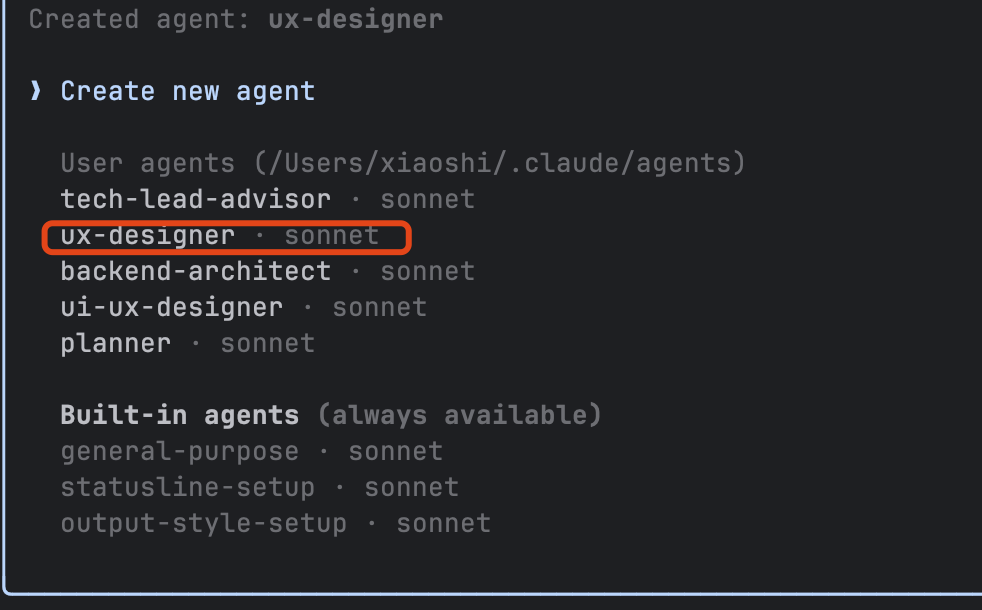 Created agent: ux-designer
❱ Create new agent
User agents (/Users/xiaoshi/.claude/agents)
tech-lead-advisor · sonnet
ux-designer · sonnet
backend-architect · sonnet
ui-ux-designer · sonnet
planner · sonnet
Built-in agents (always available)
general-purpose · sonnet
statusline-setup · sonnet
output-style-setup · sonnet